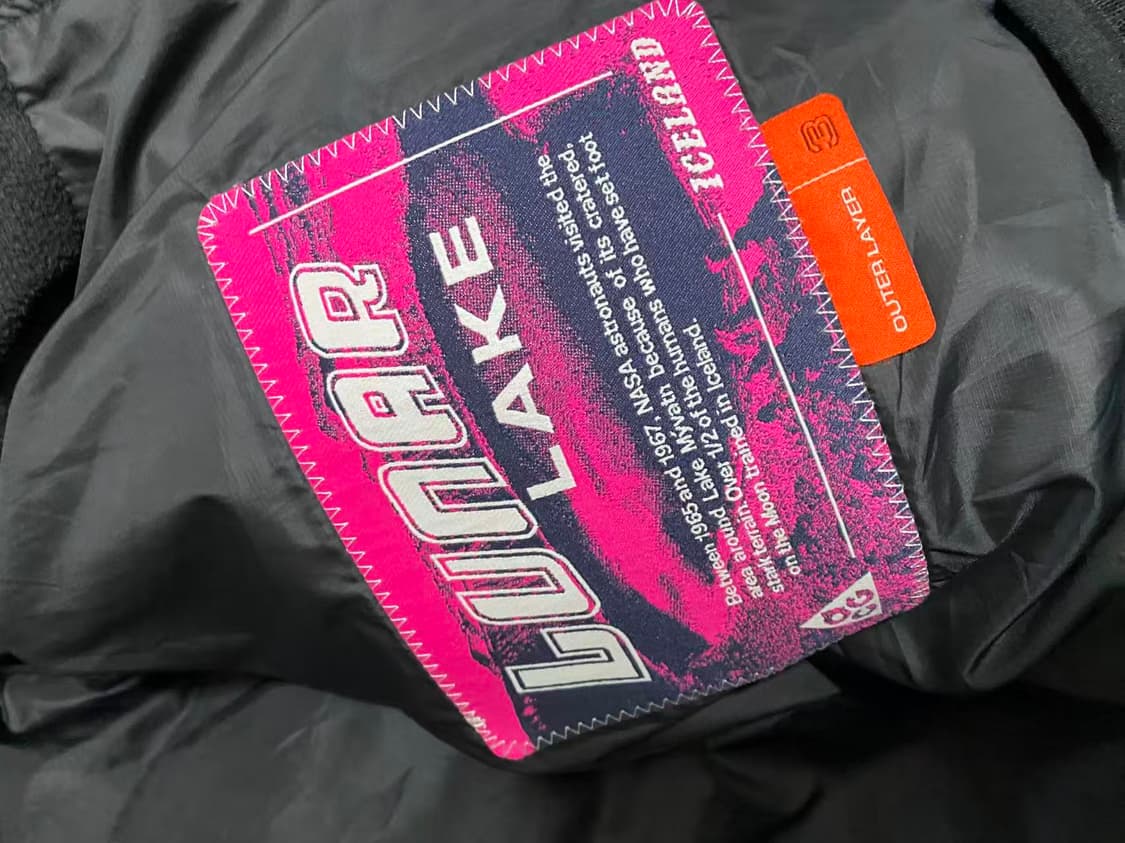 LUNAR
LAKE
Between 1965 and 1967 NASA astronauts visited the
area around Lake Myvatn because of its cratered,
stark terrain. Over 1/2 of the humans who have set foot
on the Moon trained in Iceland.
ICELAND
ACG
3
OUTER LAYER